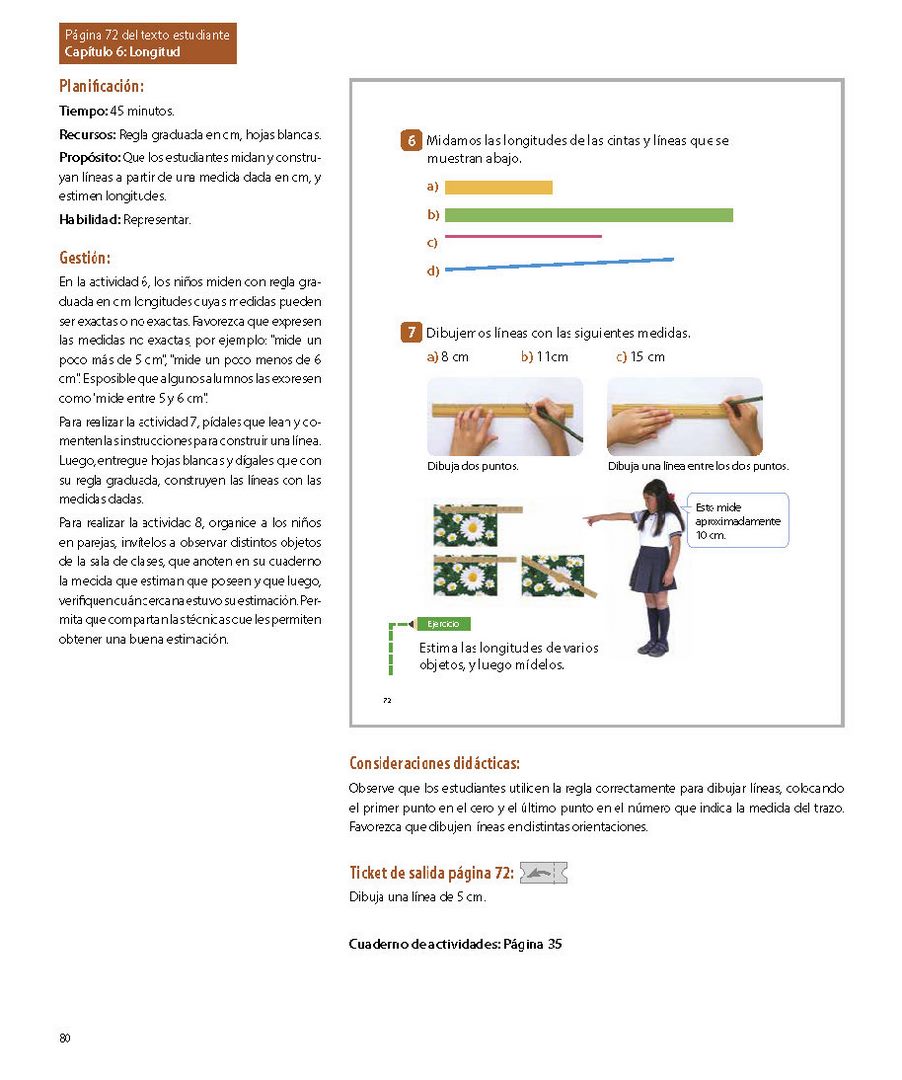 Página 72 del texto estudiante
Capítulo 6: Longitud
Planificación:
Tiempo: 45 minutos.
Recursos: Regla graduada en cm, hojas blancas.
Propósito: Que los estudiantes midan y constru-
yan líneas a partir de una medida dada en cm, y
estimen longitudes.
Habilidad: Representar.
Gestión:
En la actividad 6, los niños miden con regla gra-
duada en cm longitudes cuyas medidas pueden
ser exactas o no exactas. Favorezca que expresen
las medidas no exactas, por ejemplo: "mide un
poco más de 5 cm", "mide un poco menos de 6
cm". Es posible que algunos alumnos las expresen
como "mide entre 5 y 6 cm".
Para realizar la actividad 7, pídales que lean y co-
menten las instrucciones para construir una línea.
Luego, entregue hojas blancas y dígales que con
su regla graduada, construyen las líneas con las
medidas dadas.
Para realizar la actividad 8, organice a los niños
en parejas, invítelos a observar distintos objetos
de la sala de clases, que anoten en su cuaderno
la medida que estiman que poseen y que luego,
verifiquen cuán cercana estuvo su estimación. Per-
mita que compartan las técnicas que les permiten
obtener una buena estimación.
6 Midamos las longitudes de las cintas y líneas que se
muestran abajo.
a)
b)
c)
d)
7 Dibujemos líneas con las siguientes medidas.
a) 8 cm b) 11cm c) 15 cm
Dibuja dos puntos. Dibuja una línea entre los dos puntos.
Esto mide
aproximadamente
10 cm.
Ejercicio
Estima las longitudes de varios
objetos, y luego mídelos.
72
Consideraciones didácticas:
Observe que los estudiantes utilicen la regla correctamente para dibujar líneas, colocando
el primer punto en el cero y el último punto en el número que indica la medida del trazo.
Favorezca que dibujen líneas en distintas orientaciones.
Ticket de salida página 72:
Dibuja una línea de 5 cm.
Cuaderno de actividades: Página 35
80